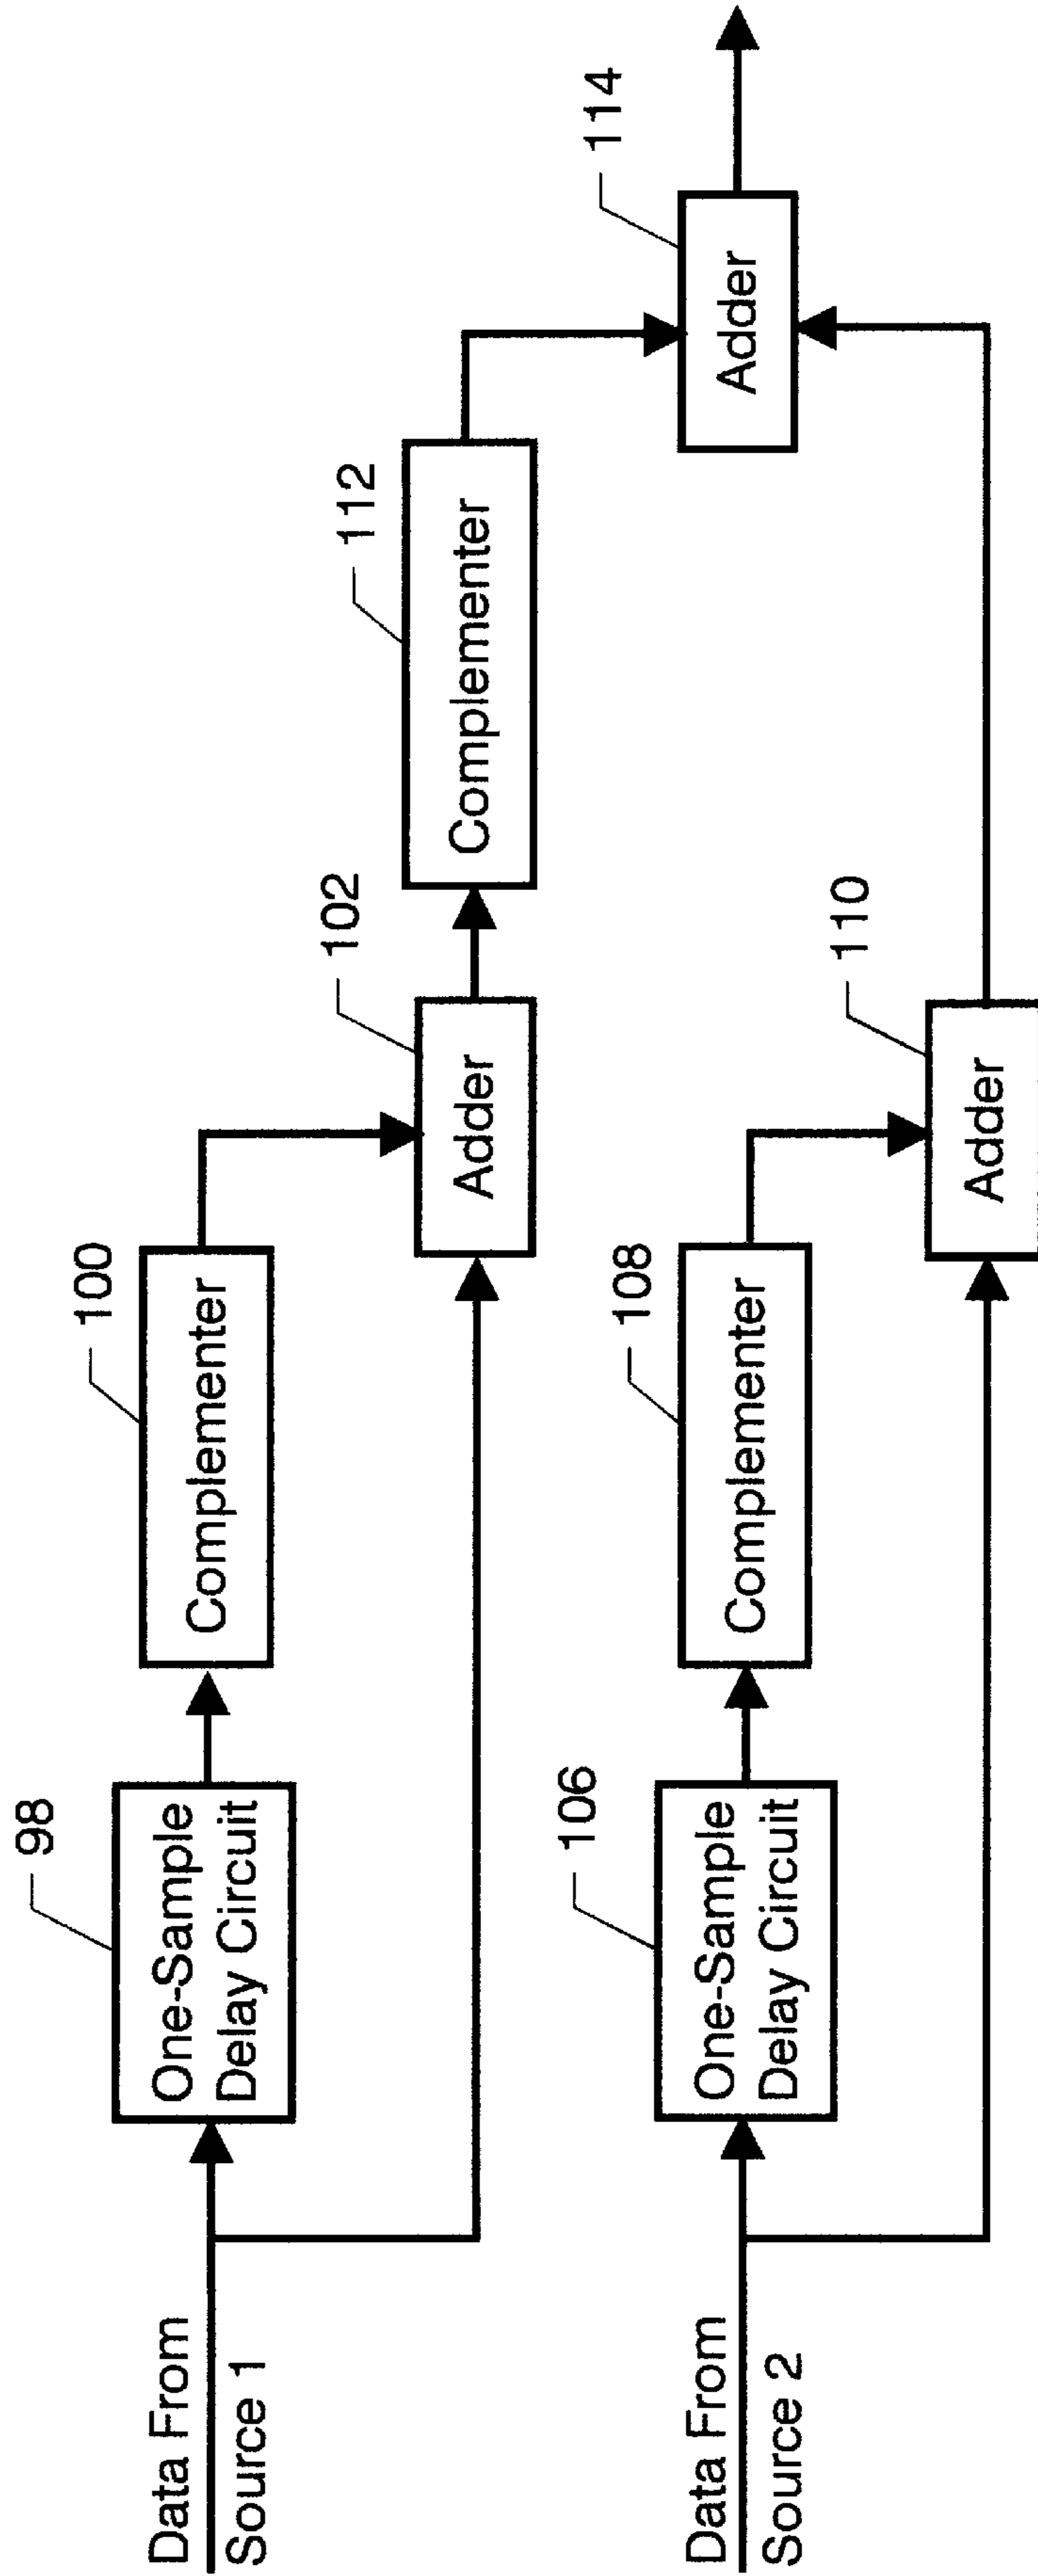 98
One-Sample
Delay Circuit
100
Complementer
102
Adder
112
Complementer
114
Adder
Data From
Source 1
106
One-Sample
Delay Circuit
108
Complementer
110
Adder
Data From
Source 2